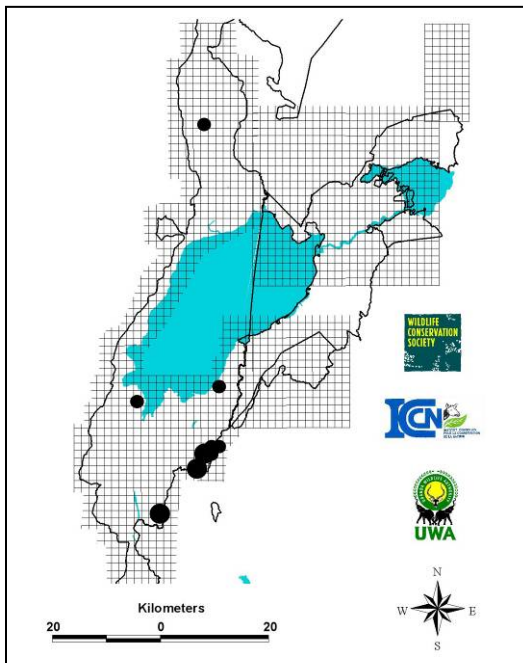 WILDLIFE
CONSERVATION
SOCIETY
ICCN
UWA
N
W E
S
Kilometers
20 0 20